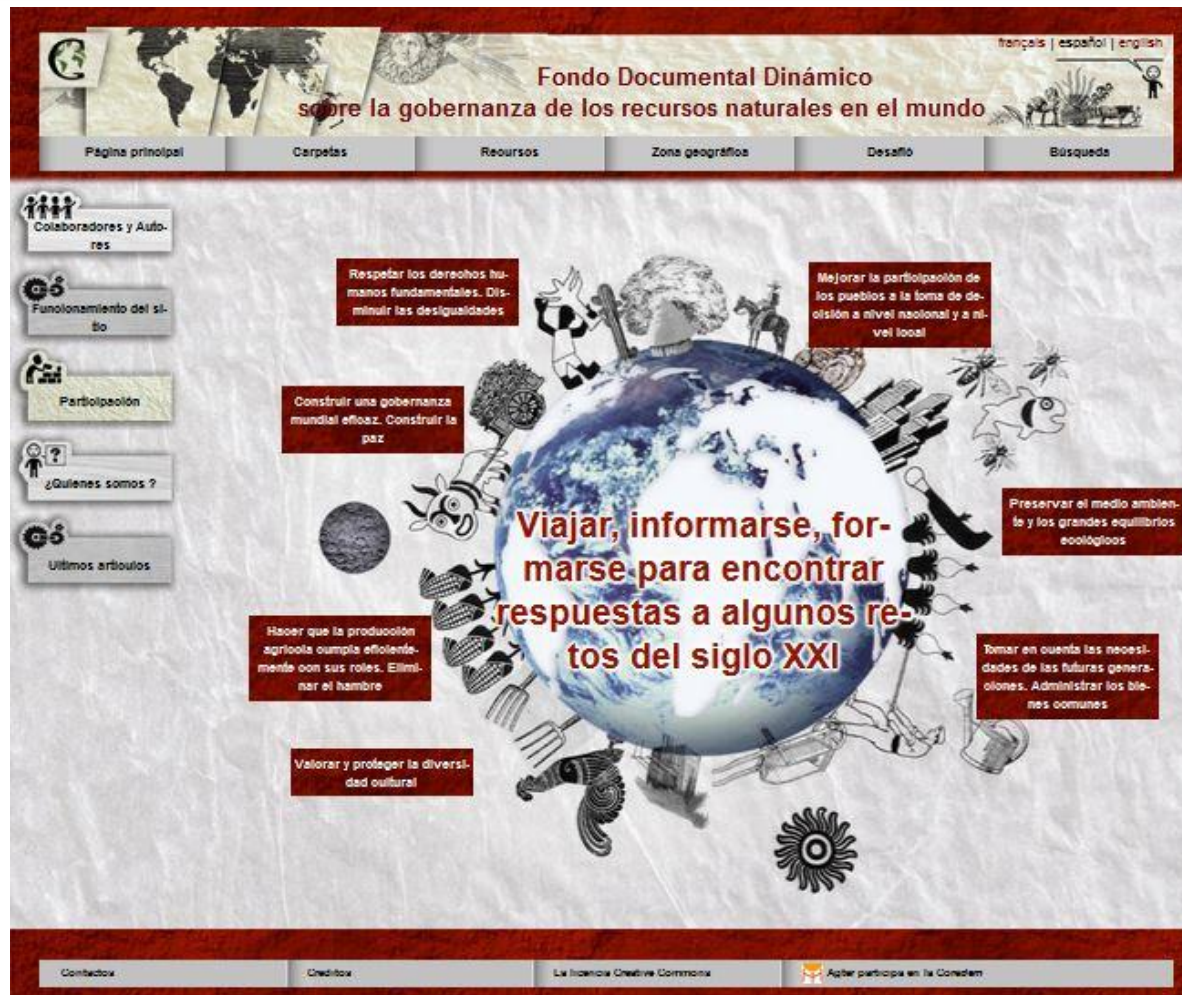 français | español | english
Fondo Documental Dinámico
sobre la gobernanza de los recursos naturales en el mundo
Página principal
Carpetas
Recursos
Zona geográfica
Desafió
Búsqueda
Colaboradores y Auto-
res
Funcionamiento del si-
tio
Participación
¿Quienes somos ?
Ultimos articulos
Respetar los derechos hu-
manos fundamentales. Dis-
minuir las desigualdades
Mejorar la participación de
los pueblos a la toma de de-
cisión a nivel nacional y a ni-
vel local
Construir una gobernanza
mundial eficaz. Construir la
paz
Preservar el medio ambien-
te y los grandes equilibrios
ecológicos
Viajar, informarse, for-
marse para encontrar
respuestas a algunos re-
tos del siglo XXI
Hacer que la producción
agrícola cumpla eficiente-
mente con sus roles. Elimi-
nar el hambre
Tomar en cuenta las necesi-
dades de las futuras genera-
ciones. Administrar los bie-
nes comunes
Valorar y proteger la diversi-
dad cultural
Contactos
Creditos
La licencia Creative Commons
Agter participa en la Coredem